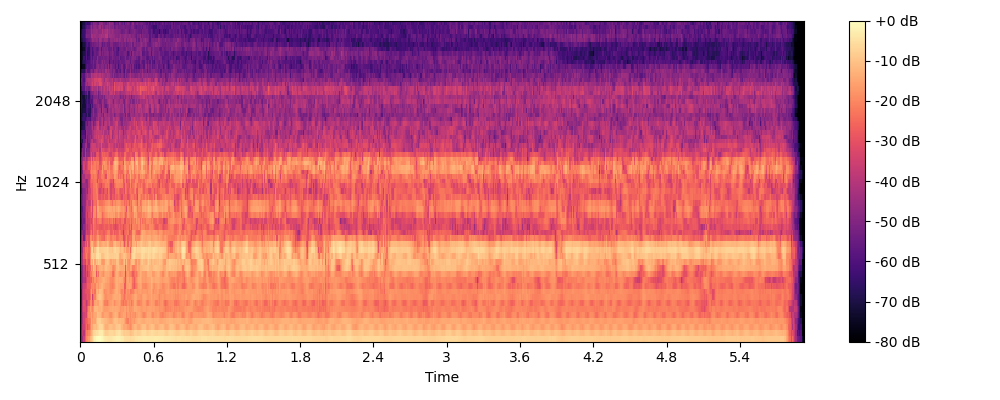 +0 dB
-10 dB
2048
-20 dB
-30 dB
Hz
1024
-40 dB
-50 dB
512
-60 dB
-70 dB
-80 dB
0 0.6 1.2 1.8 2.4 3 3.6 4.2 4.8 5.4
Time